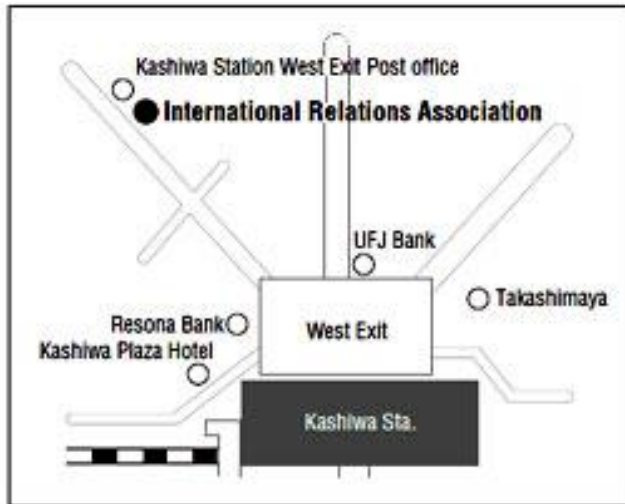 Kashiwa Station West Exit Post office
International Relations Association
UFJ Bank
Takashimaya
Resona Bank
West Exit
Kashiwa Plaza Hotel
Kashiwa Sta.